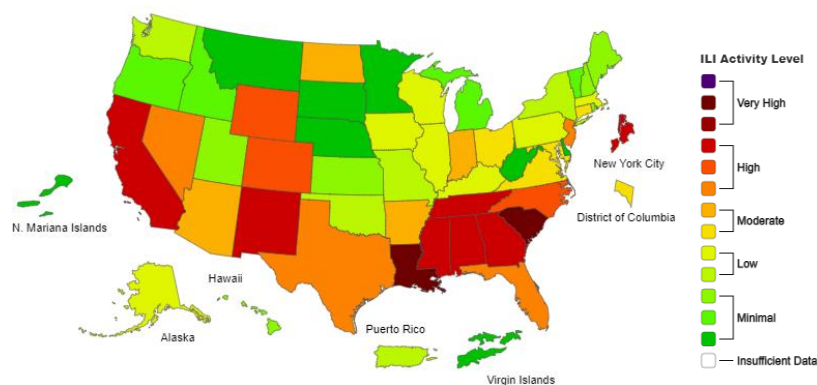 ILI Activity Level
Very High
High
Moderate
Low
Minimal
Insufficient Data
New York City
District of Columbia
N. Mariana Islands
Hawaii
Alaska
Puerto Rico
Virgin Islands